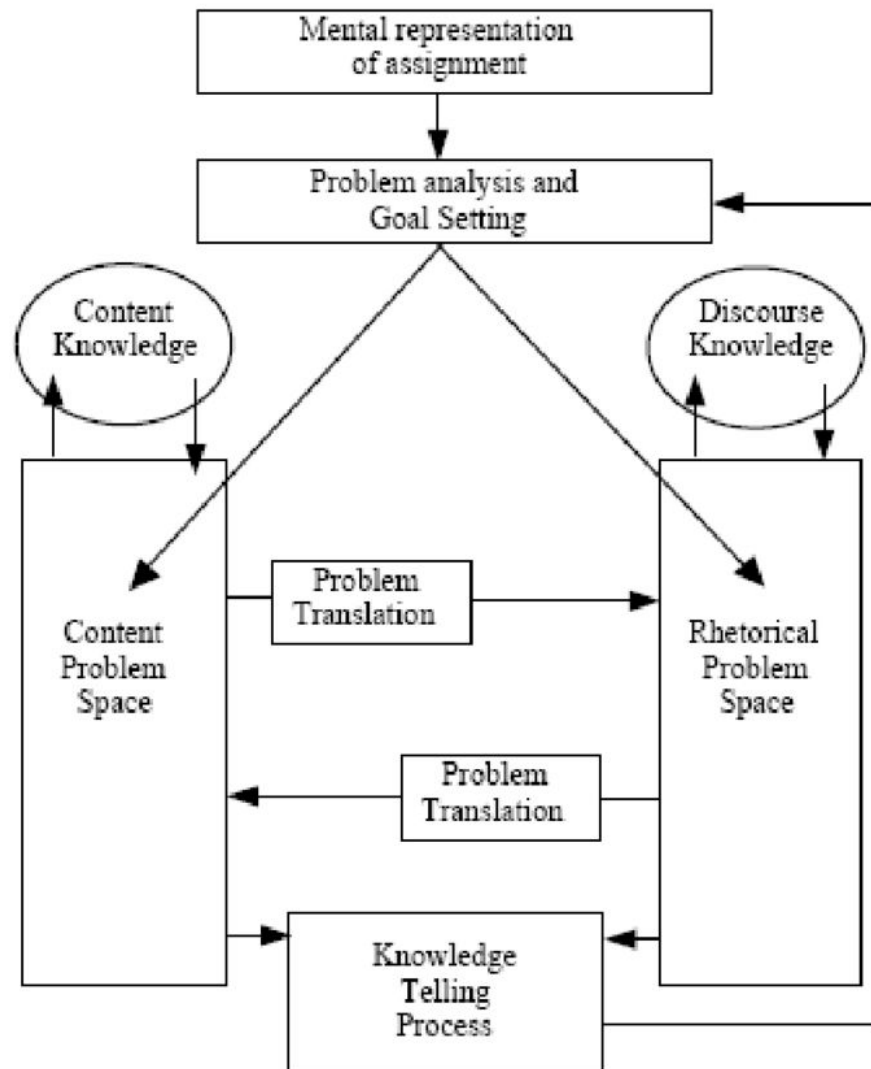 Mental representation
of assignment
Problem analysis and
Goal Setting
Content
Knowledge
Discourse
Knowledge
Problem
Translation
Content
Problem
Space
Rhetorical
Problem
Space
Problem
Translation
Knowledge
Telling
Process